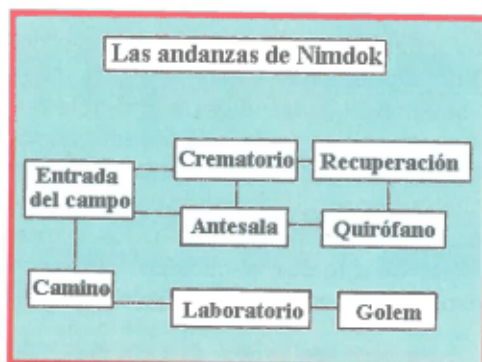 Las andanzas de Nimdok
Crematorio
Recuperación
Entrada
del campo
Antesala
Quirófano
Camino
Laboratorio
Golem